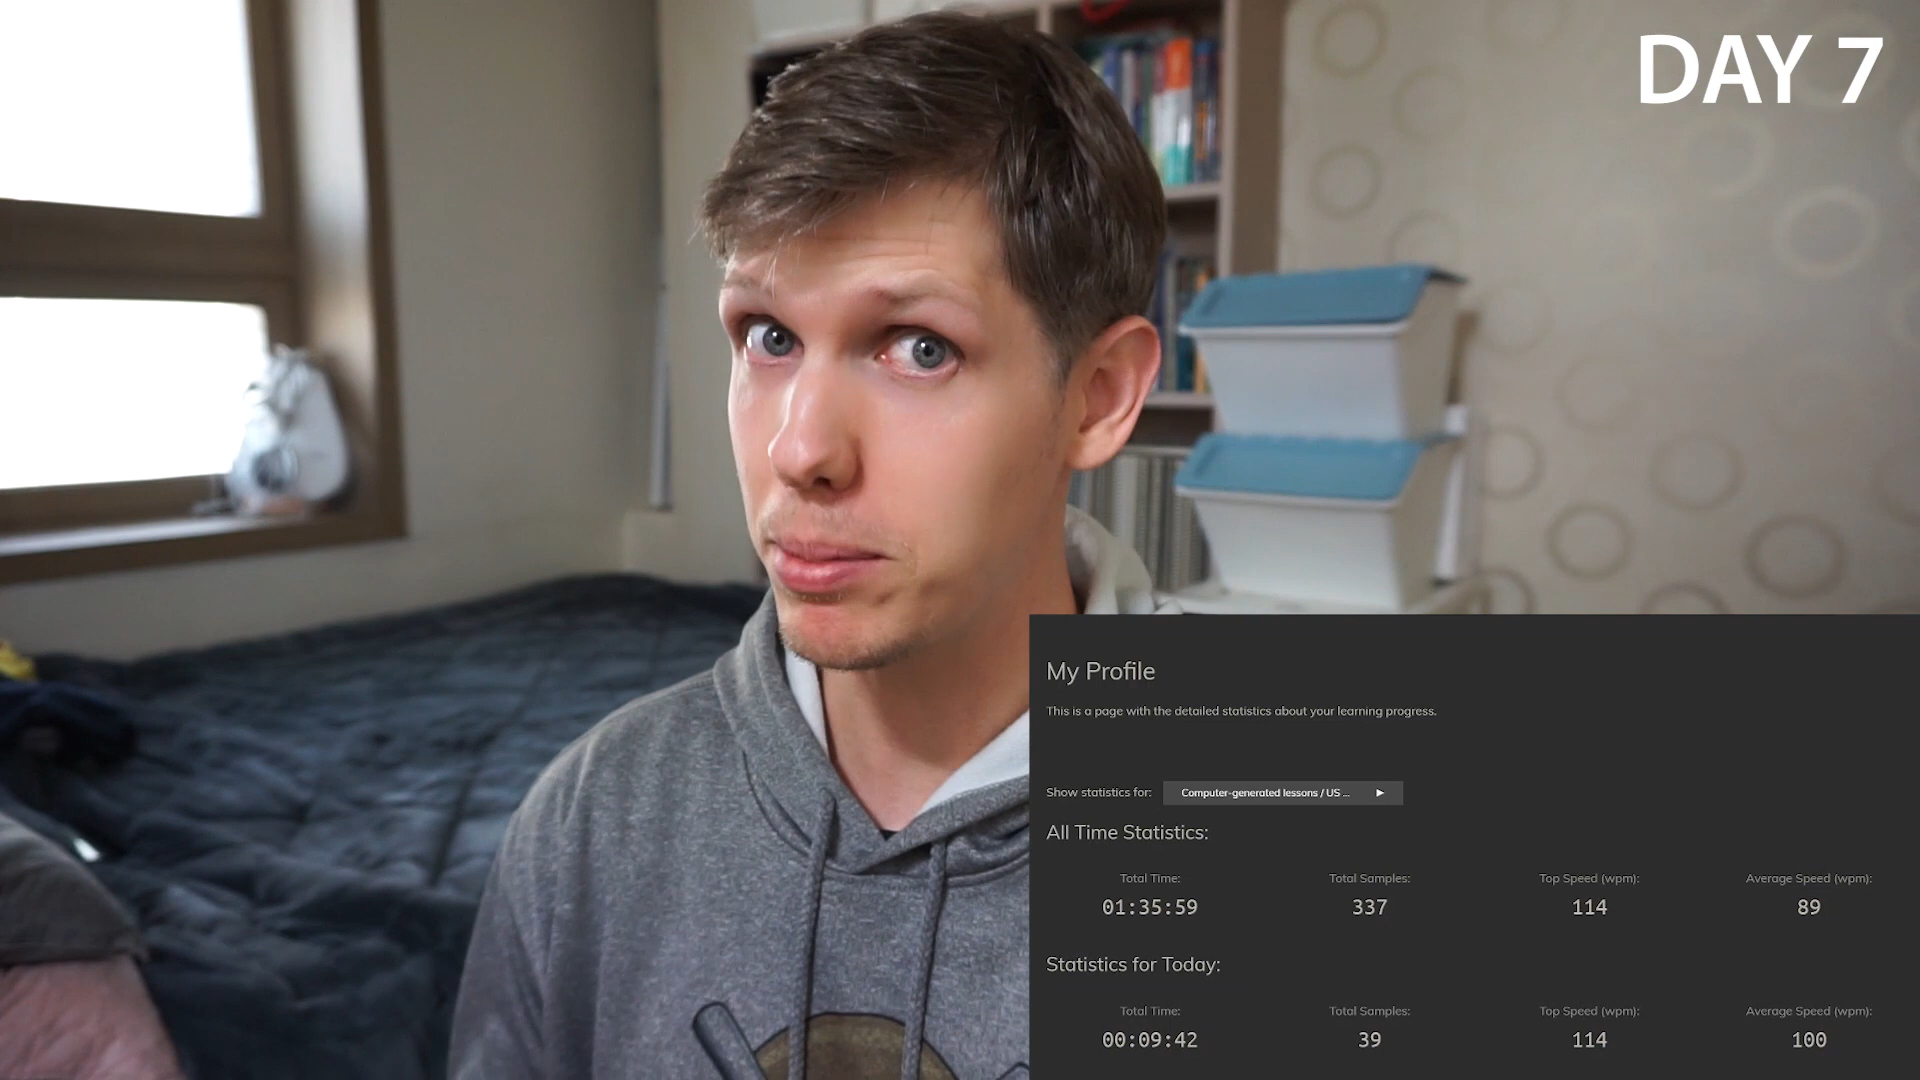 DAY 7
My Profile
This is a page with the detailed statistics about your learning progress.
Show statistics for: Computer-generated lessons / US ... ►
All Time Statistics:
Total Time: Total Samples: Top Speed (wpm): Average Speed (wpm):
01:35:59 337 114 89
Statistics for Today:
Total Time: Total Samples: Top Speed (wpm): Average Speed (wpm):
00:09:42 39 114 100